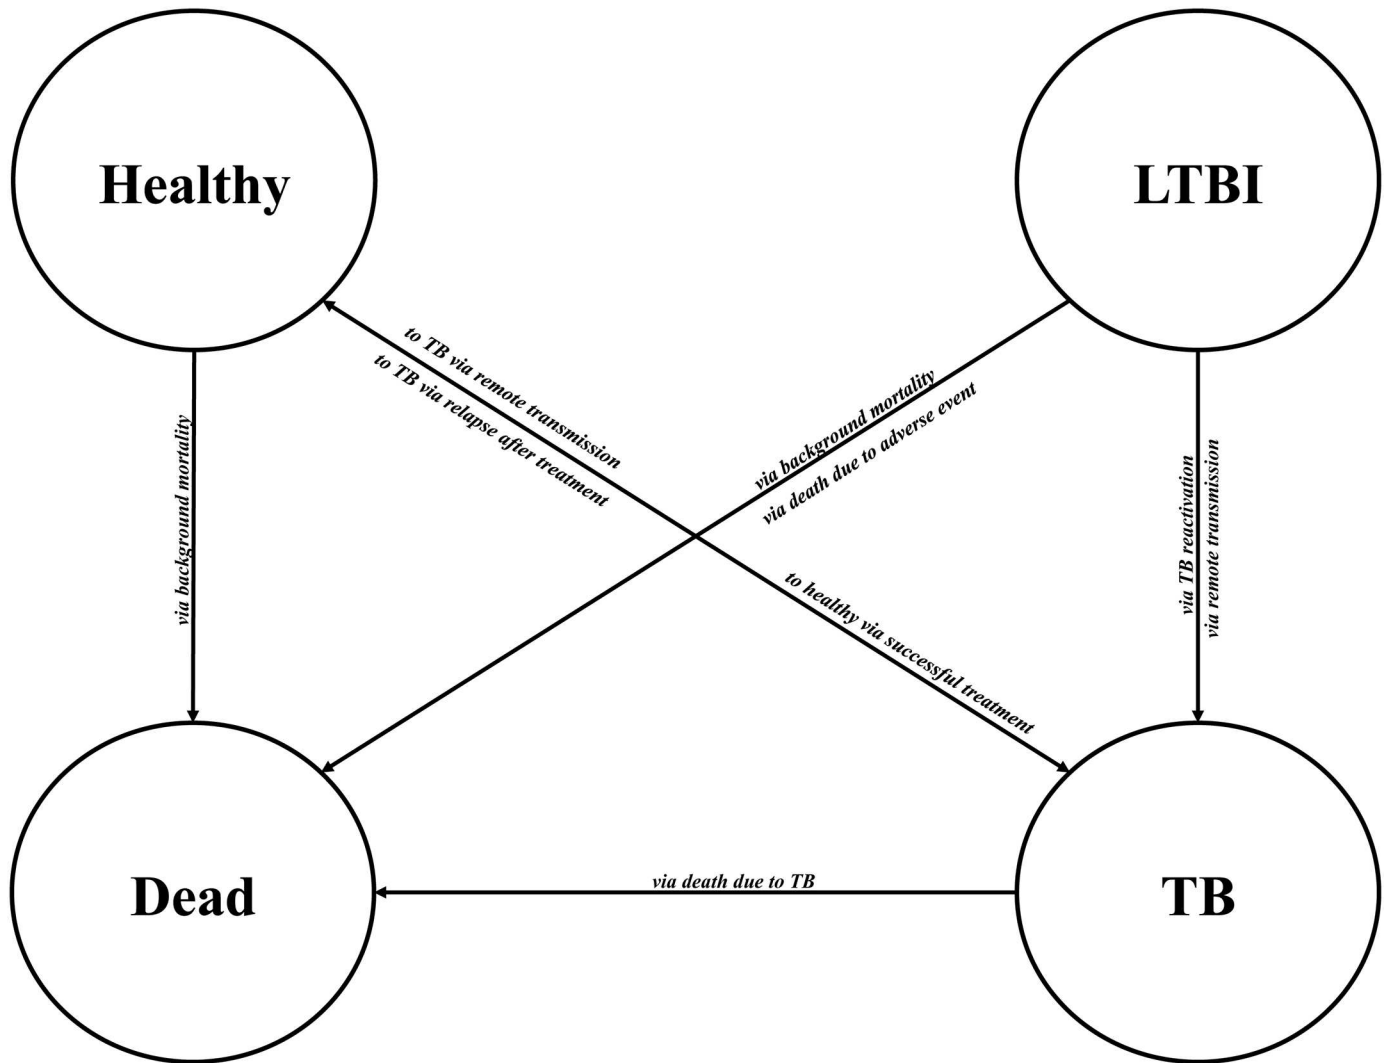 Healthy
LTBI
to TB via remote transmission
to TB via relapse after treatment
via background mortality
via death due to adverse event
via background mortality
via TB reactivation
via remote transmission
to healthy via successful treatment
via death due to TB
Dead
TB